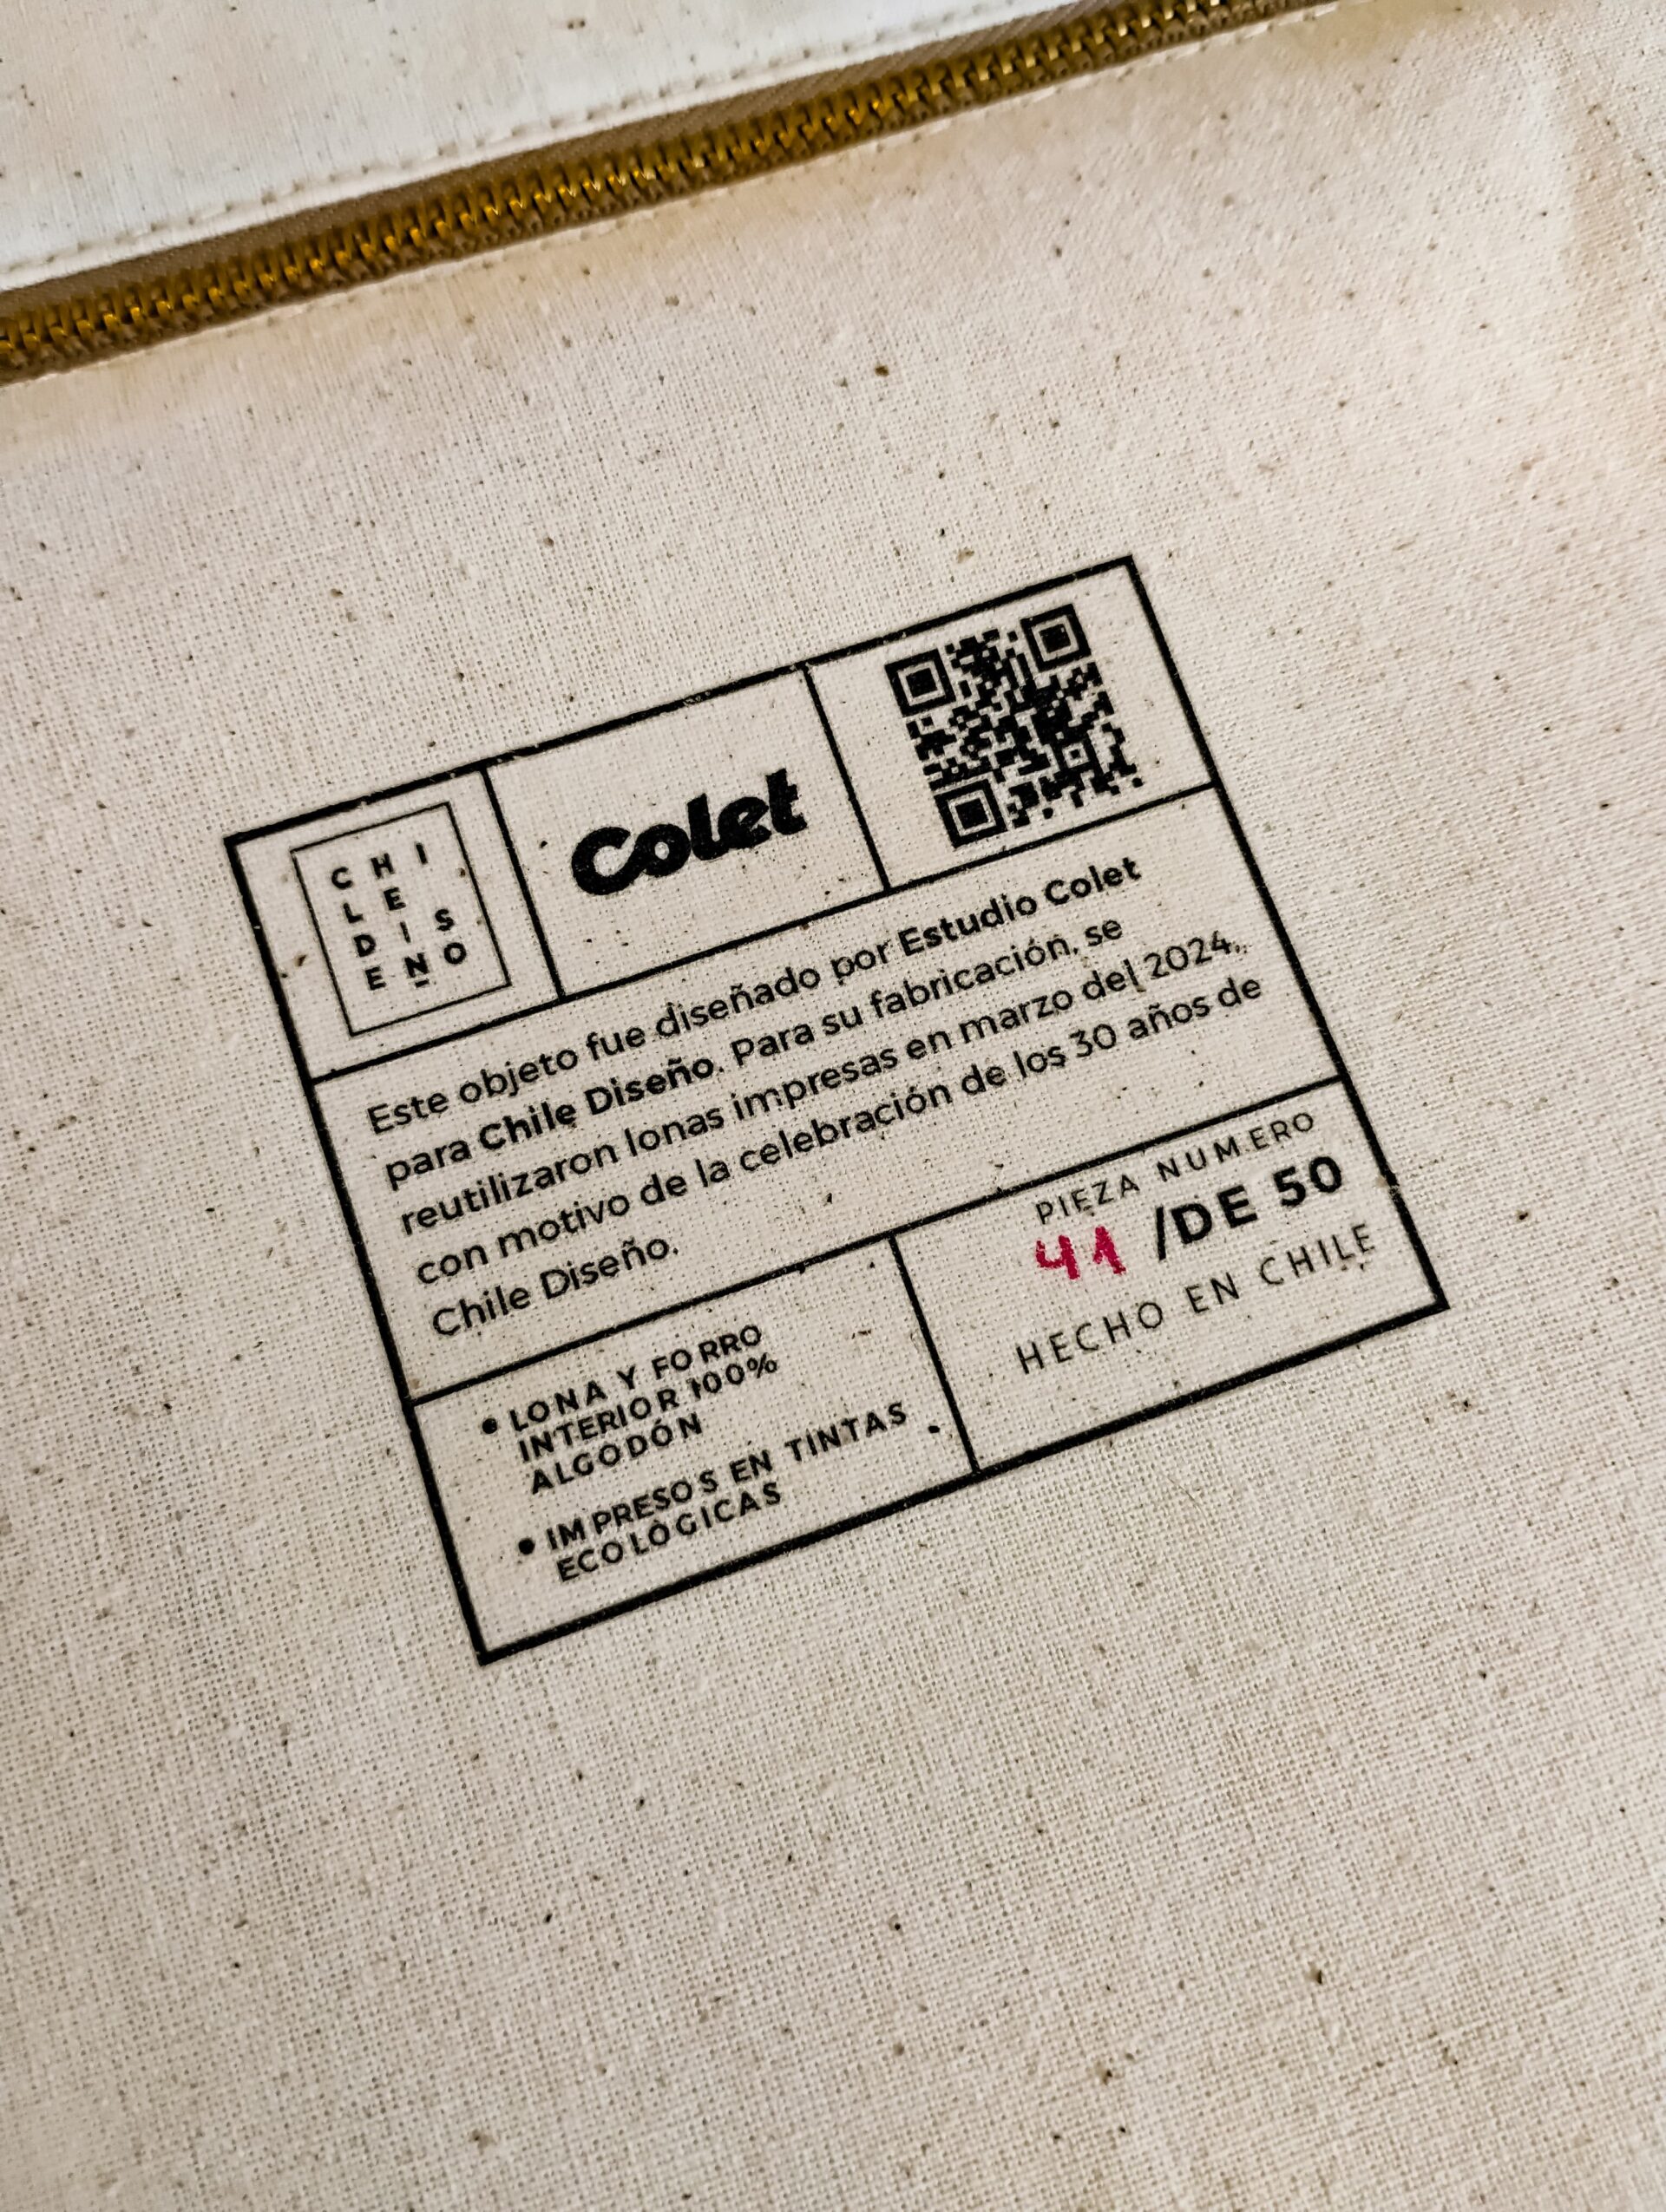 CHI
LE
DIS
EÑO
Colet
Este objeto fue diseñado por Estudio Colet
para Chile Diseño. Para su fabricación, se
reutilizaron lonas impresas en marzo del 2024,
con motivo de la celebración de los 30 años de
Chile Diseño.
• LONA Y FORRO
INTERIOR 100%
ALGODÓN
• IMPRESOS EN TINTAS
ECOLÓGICAS
PIEZA NUMERO
41 /DE 50
HECHO EN CHILE